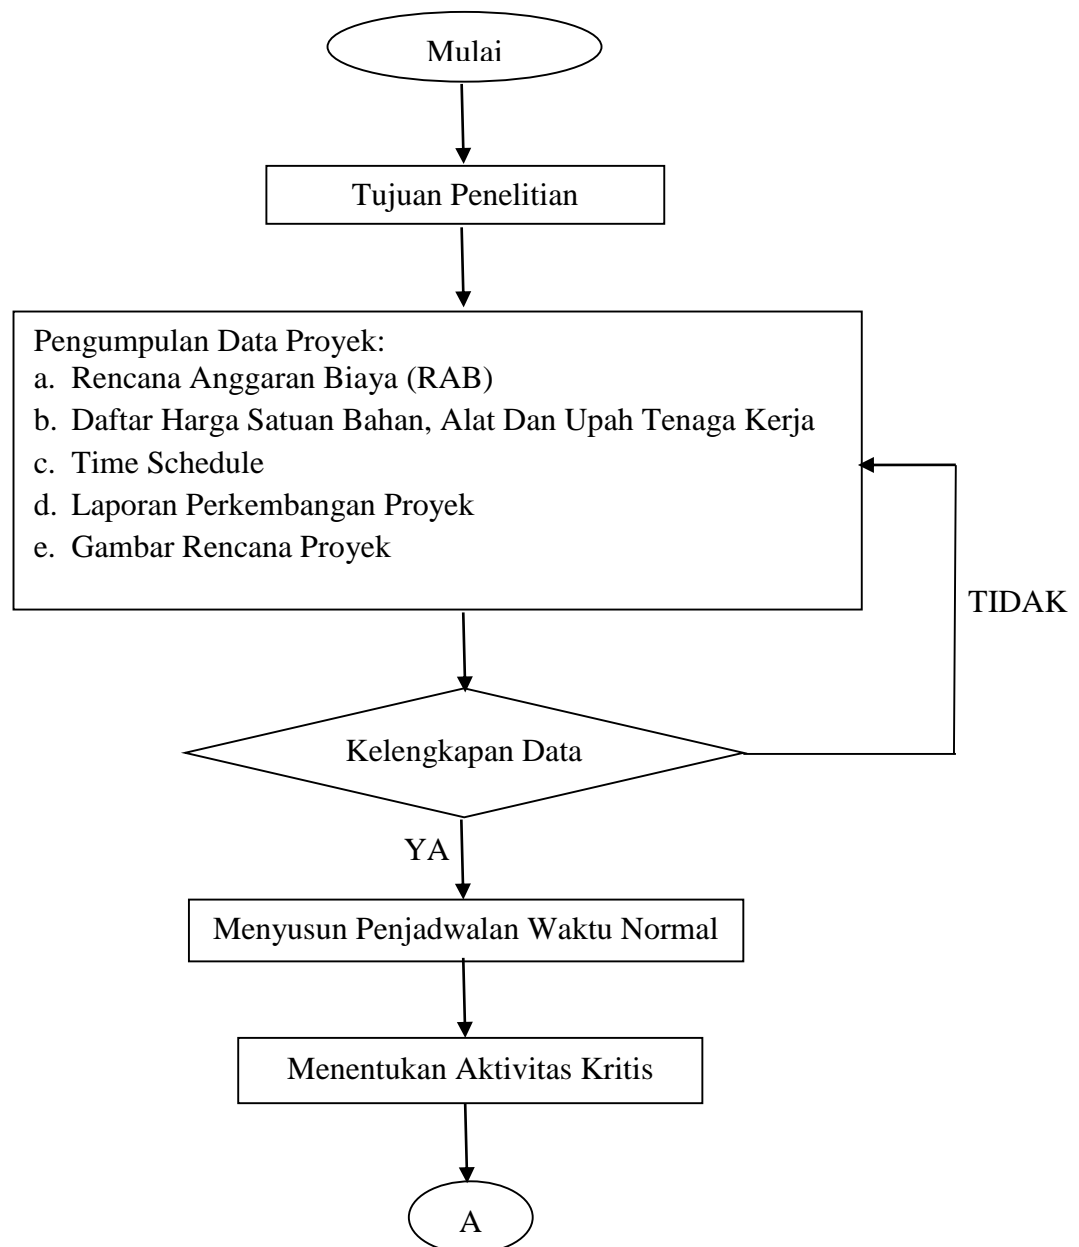 Mulai
Tujuan Penelitian
Pengumpulan Data Proyek:
a. Rencana Anggaran Biaya (RAB)
b. Daftar Harga Satuan Bahan, Alat Dan Upah Tenaga Kerja
c. Time Schedule
d. Laporan Perkembangan Proyek
e. Gambar Rencana Proyek
TIDAK
Kelengkapan Data
YA
Menyusun Penjadwalan Waktu Normal
Menentukan Aktivitas Kritis
A